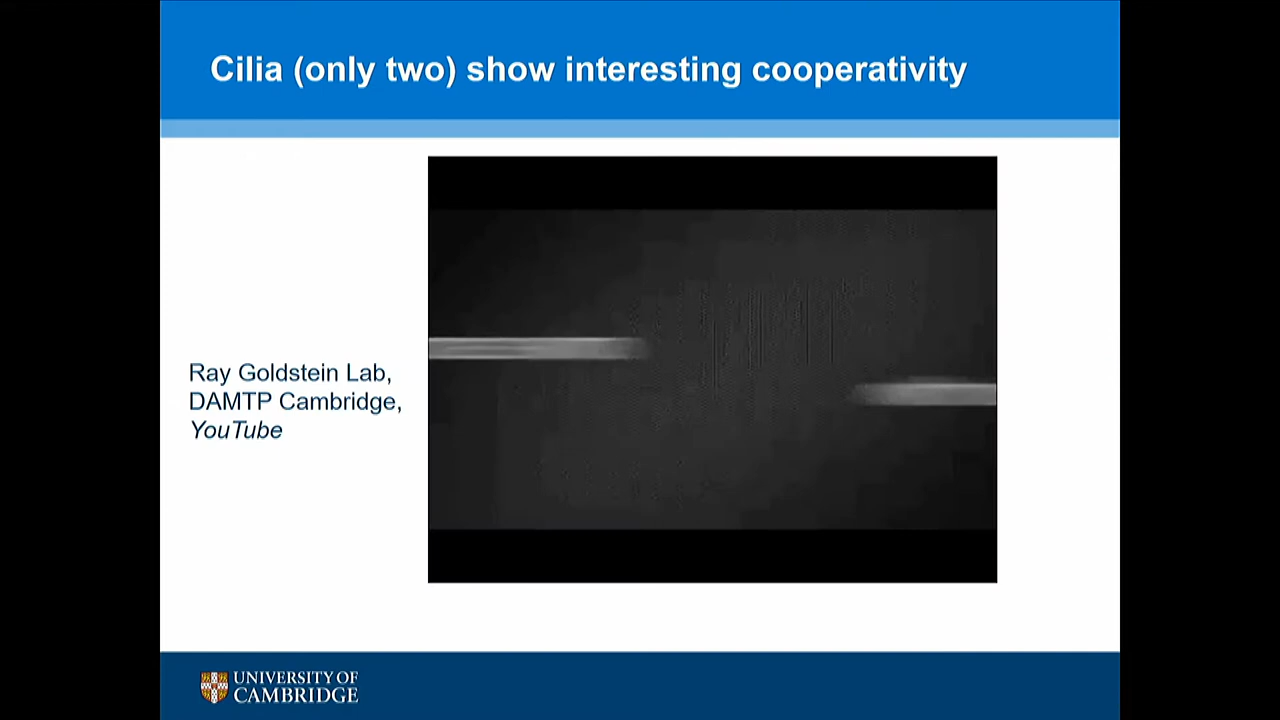 Cilia (only two) show interesting cooperativity
Ray Goldstein Lab,
DAMTP Cambridge,
YouTube
UNIVERSITY OF
CAMBRIDGE